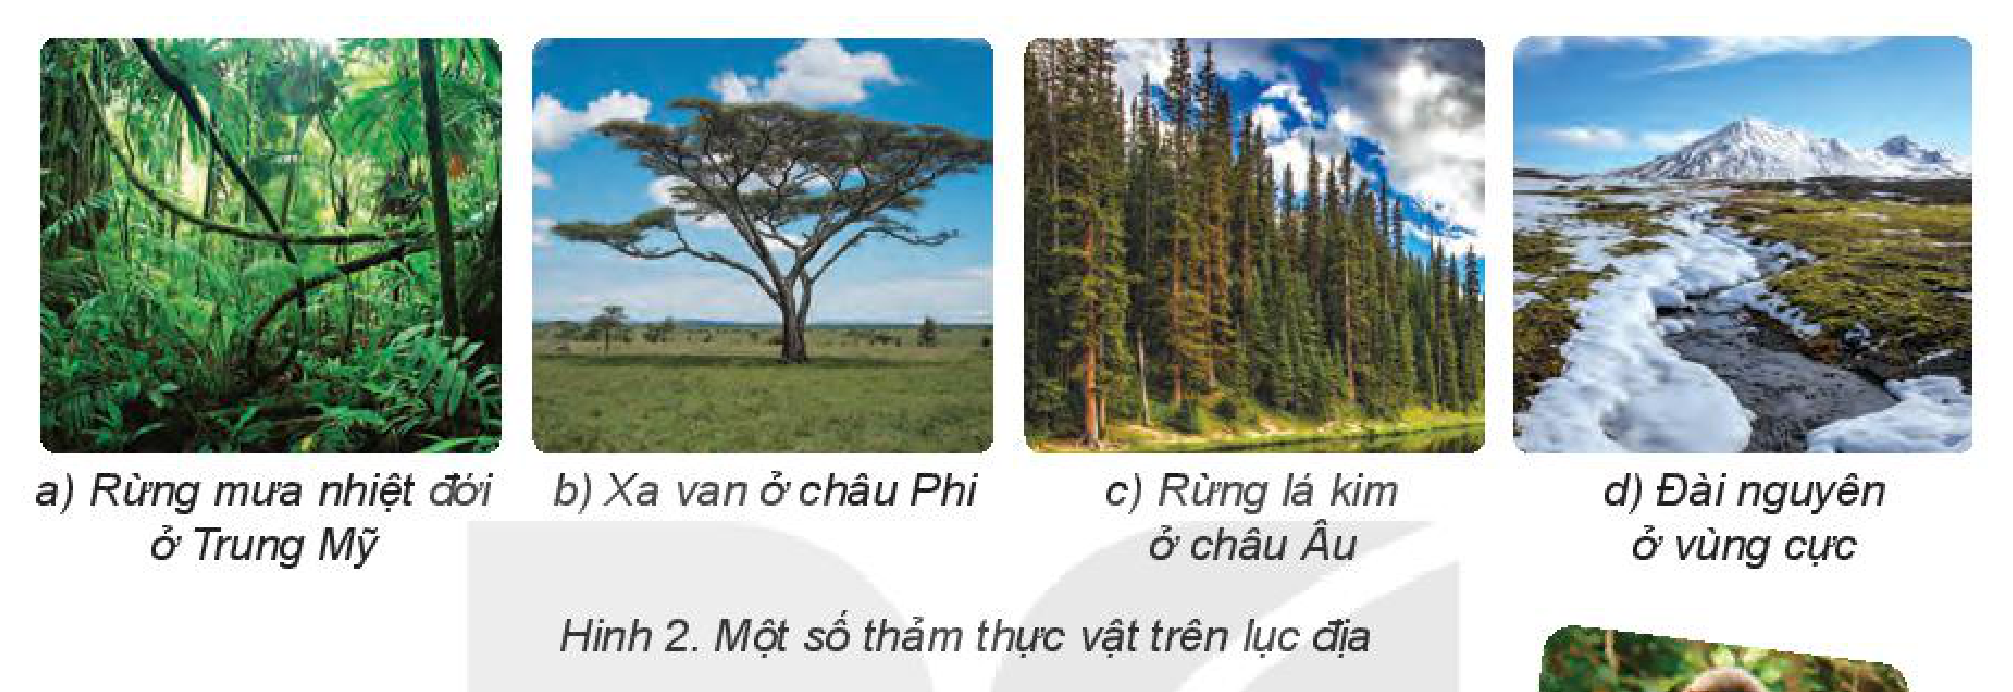 a) Rừng mưa nhiệt đới
ở Trung Mỹ
b) Xa van ở châu Phi
c) Rừng lá kim
ở châu Âu
d) Đài nguyên
ở vùng cực
Hình 2. Một số thảm thực vật trên lục địa